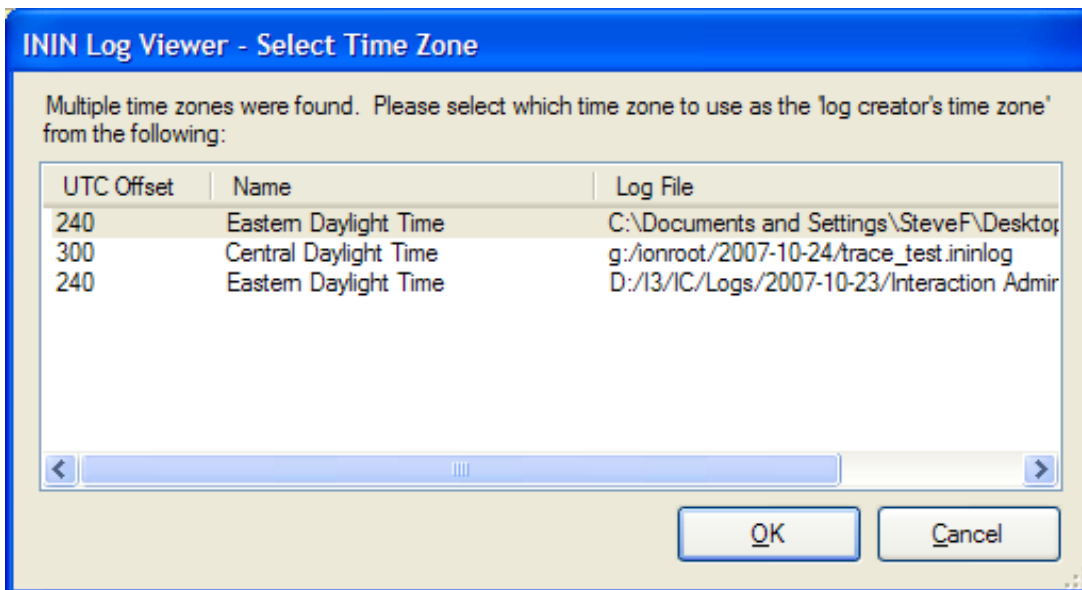 ININ Log Viewer - Select Time Zone
Multiple time zones were found. Please select which time zone to use as the 'log creator's time zone'
from the following:
UTC Offset Name Log File
240 Eastern Daylight Time C:\Documents and Settings\SteveF\Desktop
300 Central Daylight Time g:/ionroot/2007-10-24/trace_test.ininlog
240 Eastern Daylight Time D:/I3/IC/Logs/2007-10-23/Interaction Admin
OK Cancel